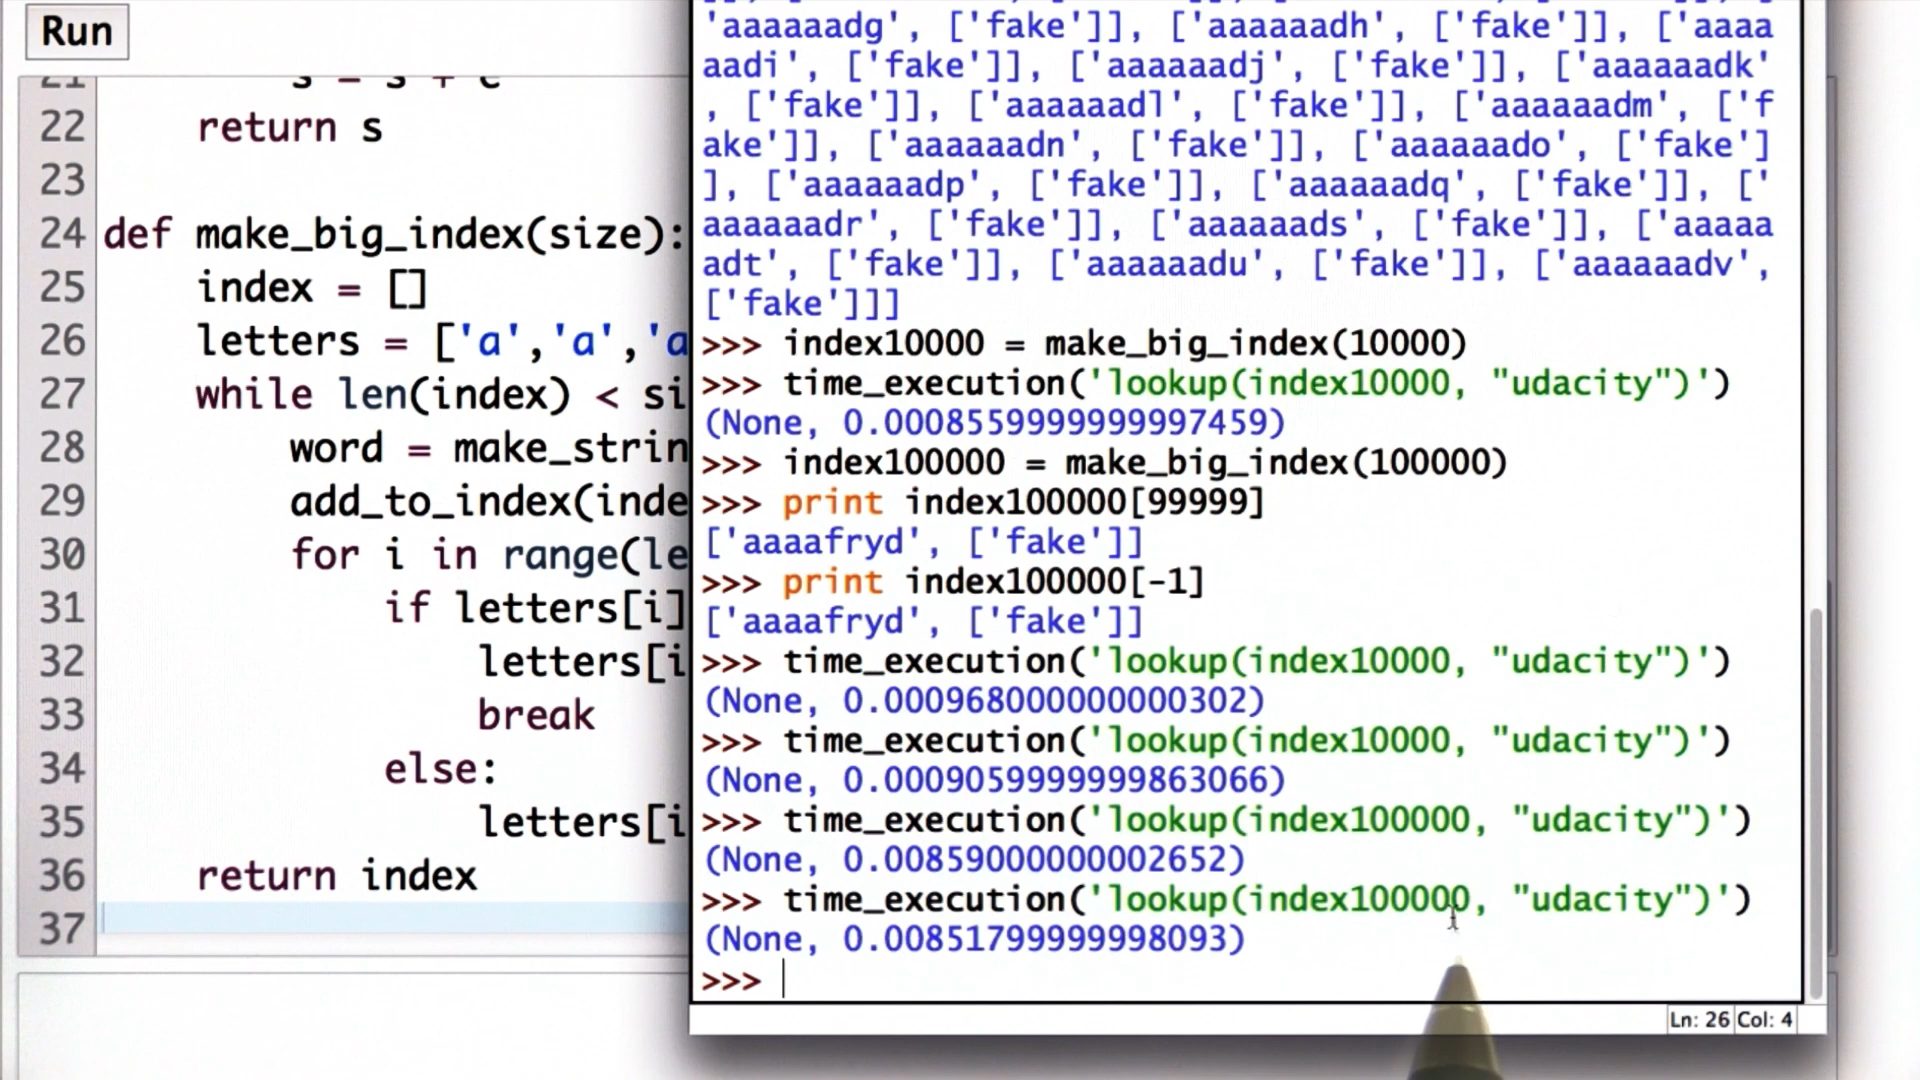 Run
21 s = s + c
22 return s
23
24 def make_big_index(size):
25 index = []
26 letters = ['a','a','a
27 while len(index) < si
28 word = make_strin
29 add_to_index(inde
30 for i in range(le
31 if letters[i]
32 letters[i
33 break
34 else:
35 letters[i
36 return index
37
'aaaaaadg', ['fake']], ['aaaaaadh', ['fake']], ['aaaa
aadi', ['fake']], ['aaaaaadj', ['fake']], ['aaaaaadk'
, ['fake']], ['aaaaaadl', ['fake']], ['aaaaaadm', ['f
ake']], ['aaaaaadn', ['fake']], ['aaaaaado', ['fake']
], ['aaaaaadp', ['fake']], ['aaaaaadq', ['fake']], ['
aaaaaadr', ['fake']], ['aaaaaads', ['fake']], ['aaaaa
adt', ['fake']], ['aaaaaadu', ['fake']], ['aaaaaadv',
['fake']]]
>>> index10000 = make_big_index(10000)
>>> time_execution('lookup(index10000, "udacity")')
(None, 0.0008559999999997459)
>>> index100000 = make_big_index(100000)
>>> print index100000[99999]
['aaaafryd', ['fake']]
>>> print index100000[-1]
['aaaafryd', ['fake']]
>>> time_execution('lookup(index10000, "udacity")')
(None, 0.000968000000000302)
>>> time_execution('lookup(index10000, "udacity")')
(None, 0.0009059999999863066)
>>> time_execution('lookup(index100000, "udacity")')
(None, 0.00859000000002652)
>>> time_execution('lookup(index100000, "udacity")')
(None, 0.00851799999998093)
>>>
Ln: 26 Col: 4